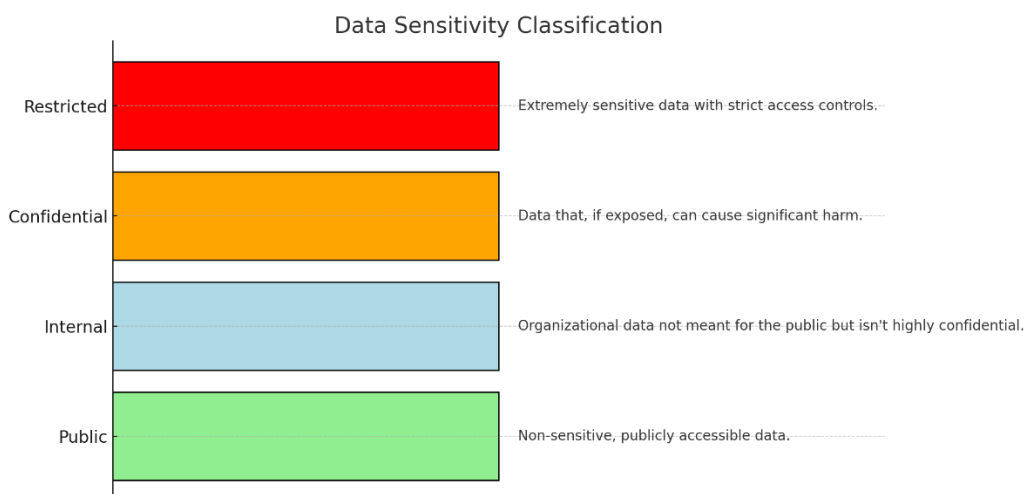 Data Sensitivity Classification
Restricted
Extremely sensitive data with strict access controls.
Confidential
Data that, if exposed, can cause significant harm.
Internal
Organizational data not meant for the public but isn't highly confidential.
Public
Non-sensitive, publicly accessible data.